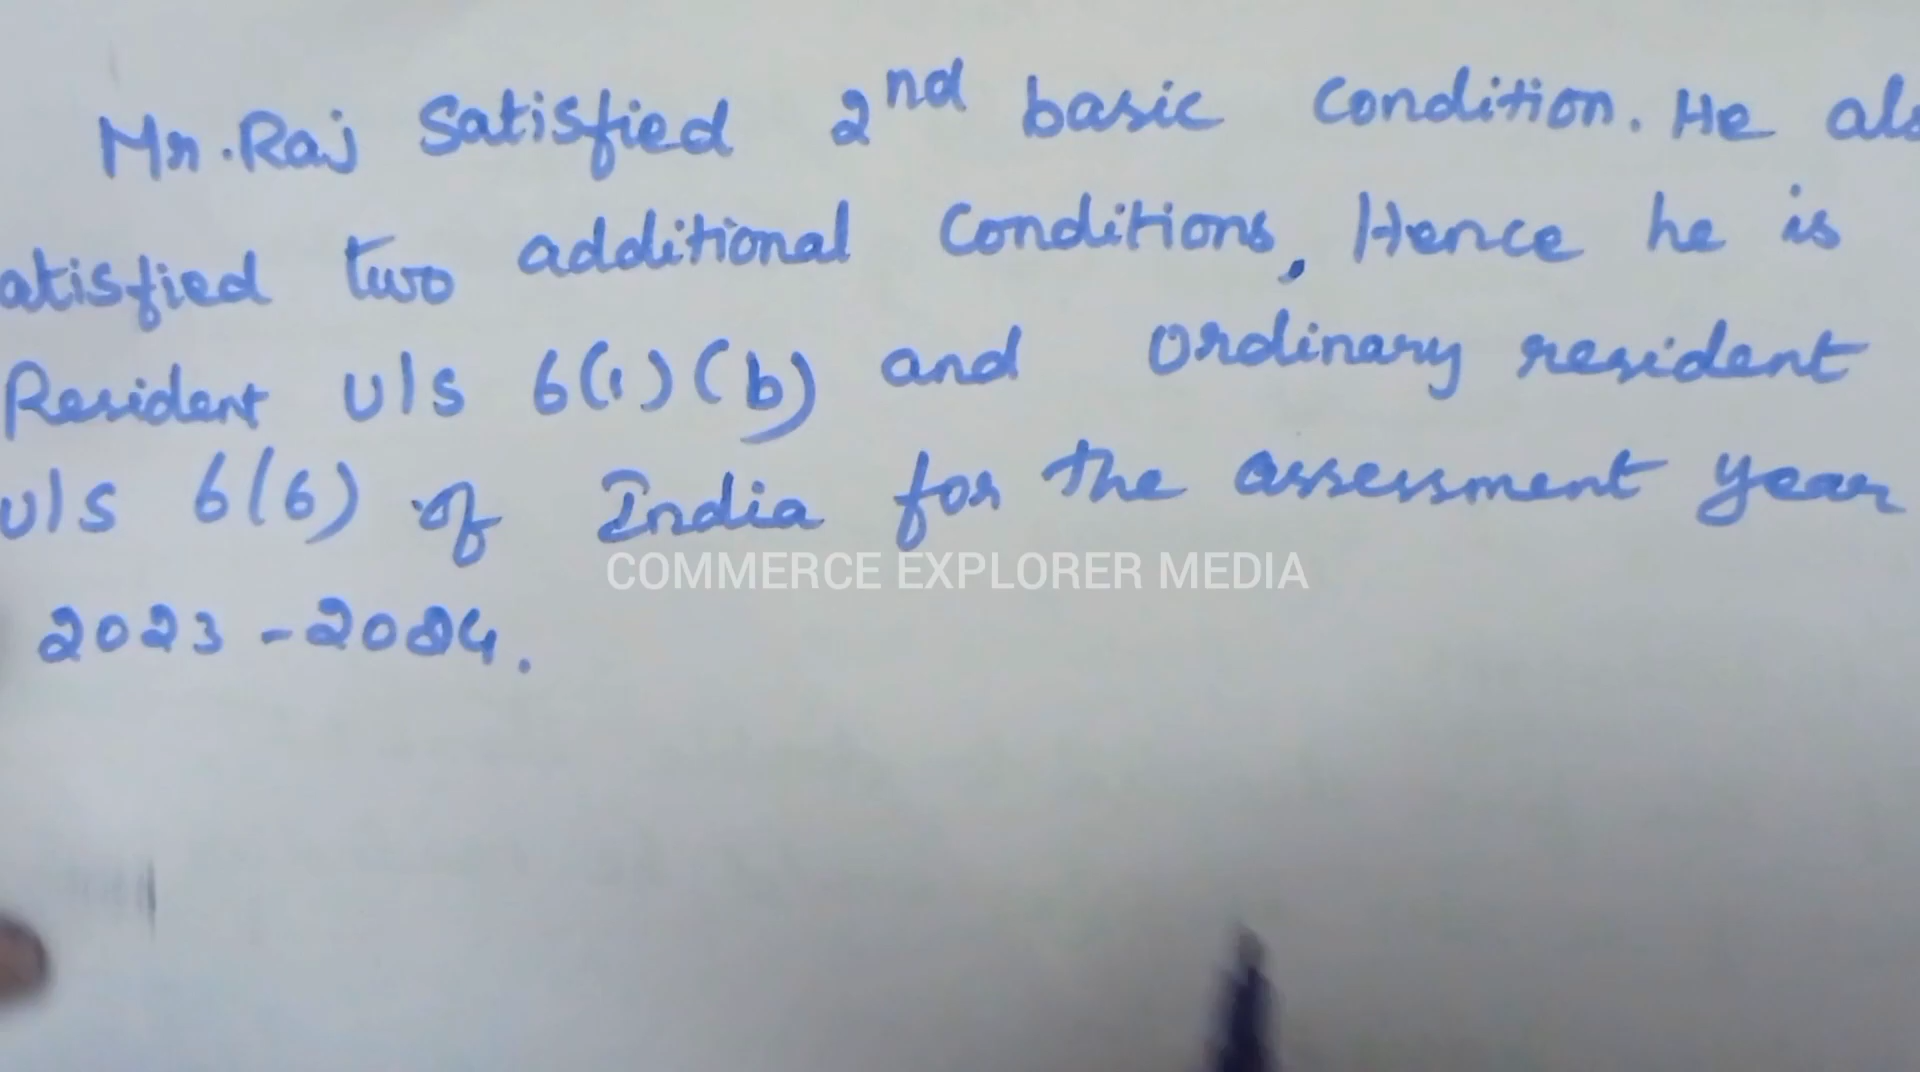 Mr. Raj Satisfied 2nd basic Condition. He als
atisfied two additional Conditions, Hence he is
Resident u/s 6(1)(b) and Ordinary resident
u/s 6(6) of India for the assessment year
COMMERCE EXPLORER MEDIA
2023-2024.